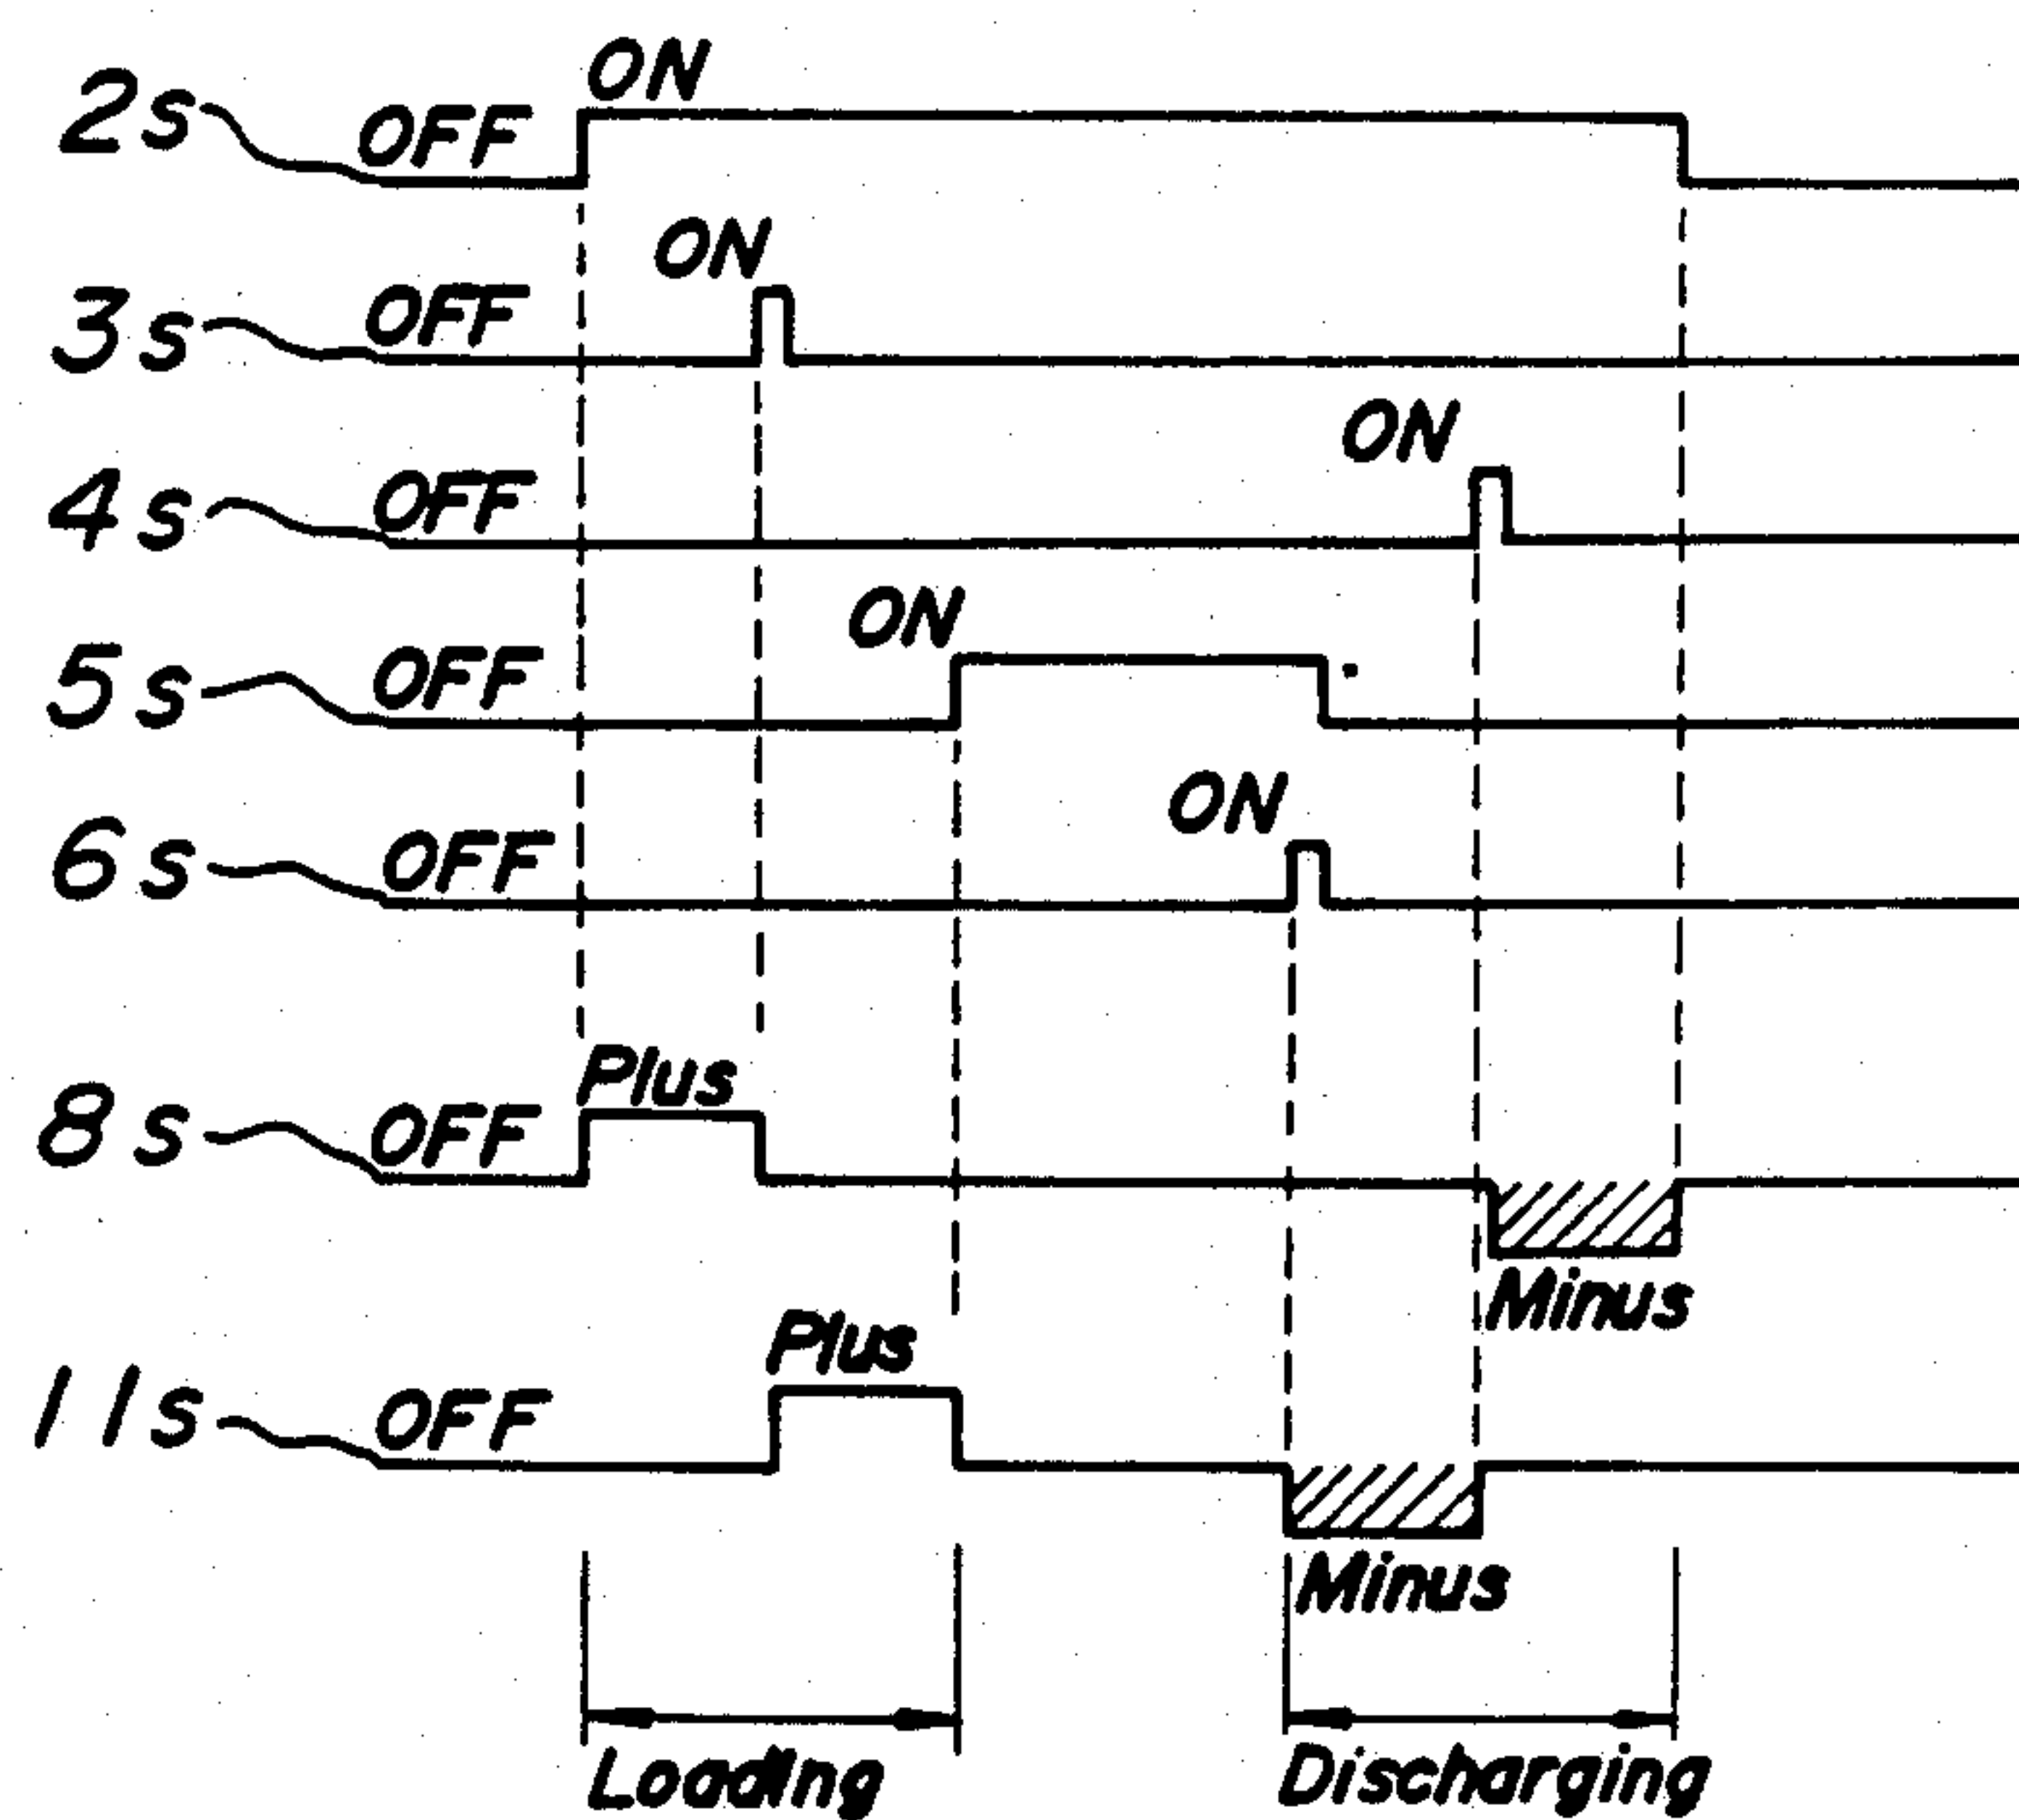 ON
2s OFF
ON
3s OFF
ON
4s OFF
ON
5s OFF
ON
6s OFF
Plus
8s OFF
Minus
Plus
11s OFF
Minus
Loading Discharging